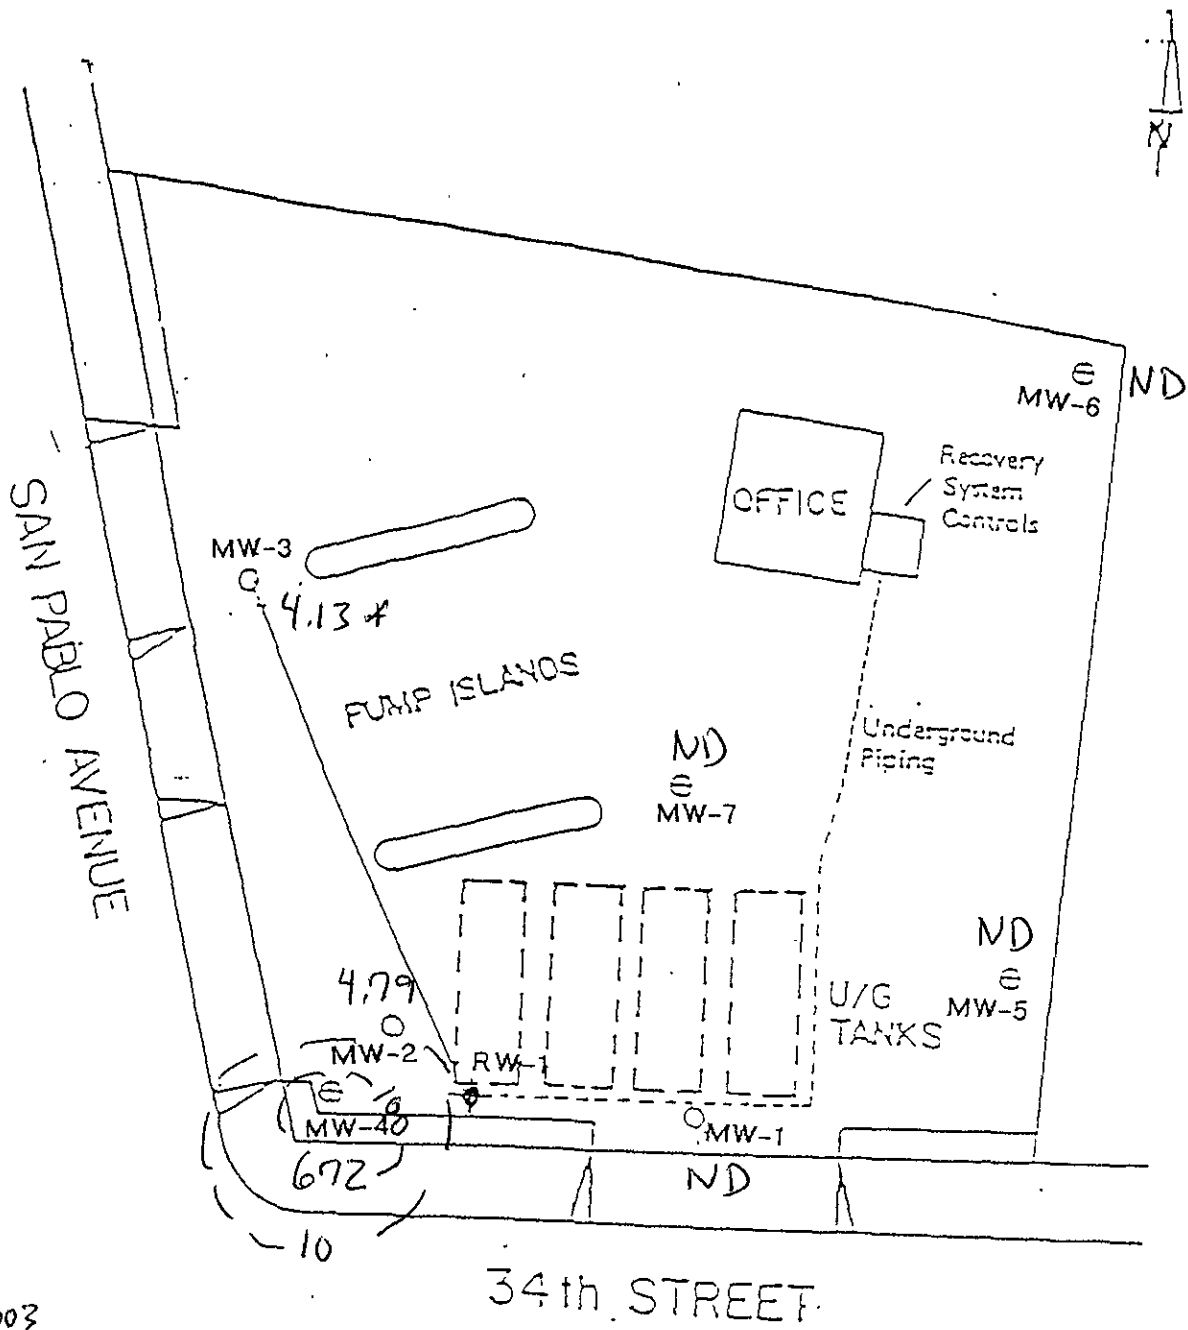 N
ND
MW-6
Recovery
System
Controls
OFFICE
MW-3
4.13 *
SAN PABLO AVENUE
PUMP ISLANDS
Underground
Piping
ND
MW-7
ND
MW-5
4.79
MW-2
RW-1
U/G
TANKS
MW-40
MW-1
672
ND
10
34th STREET
003